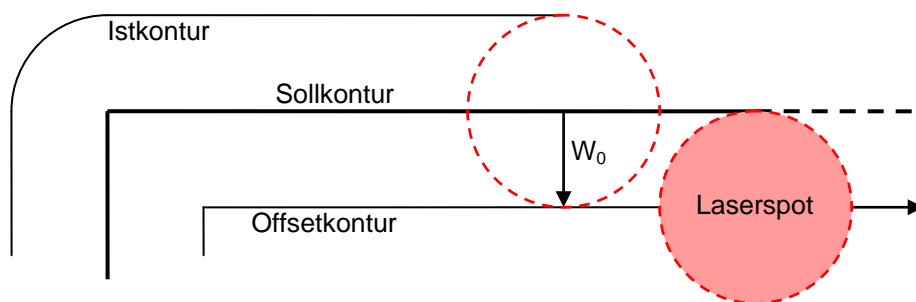 Istkontur
Sollkontur
W₀
Laserspot
Offsetkontur